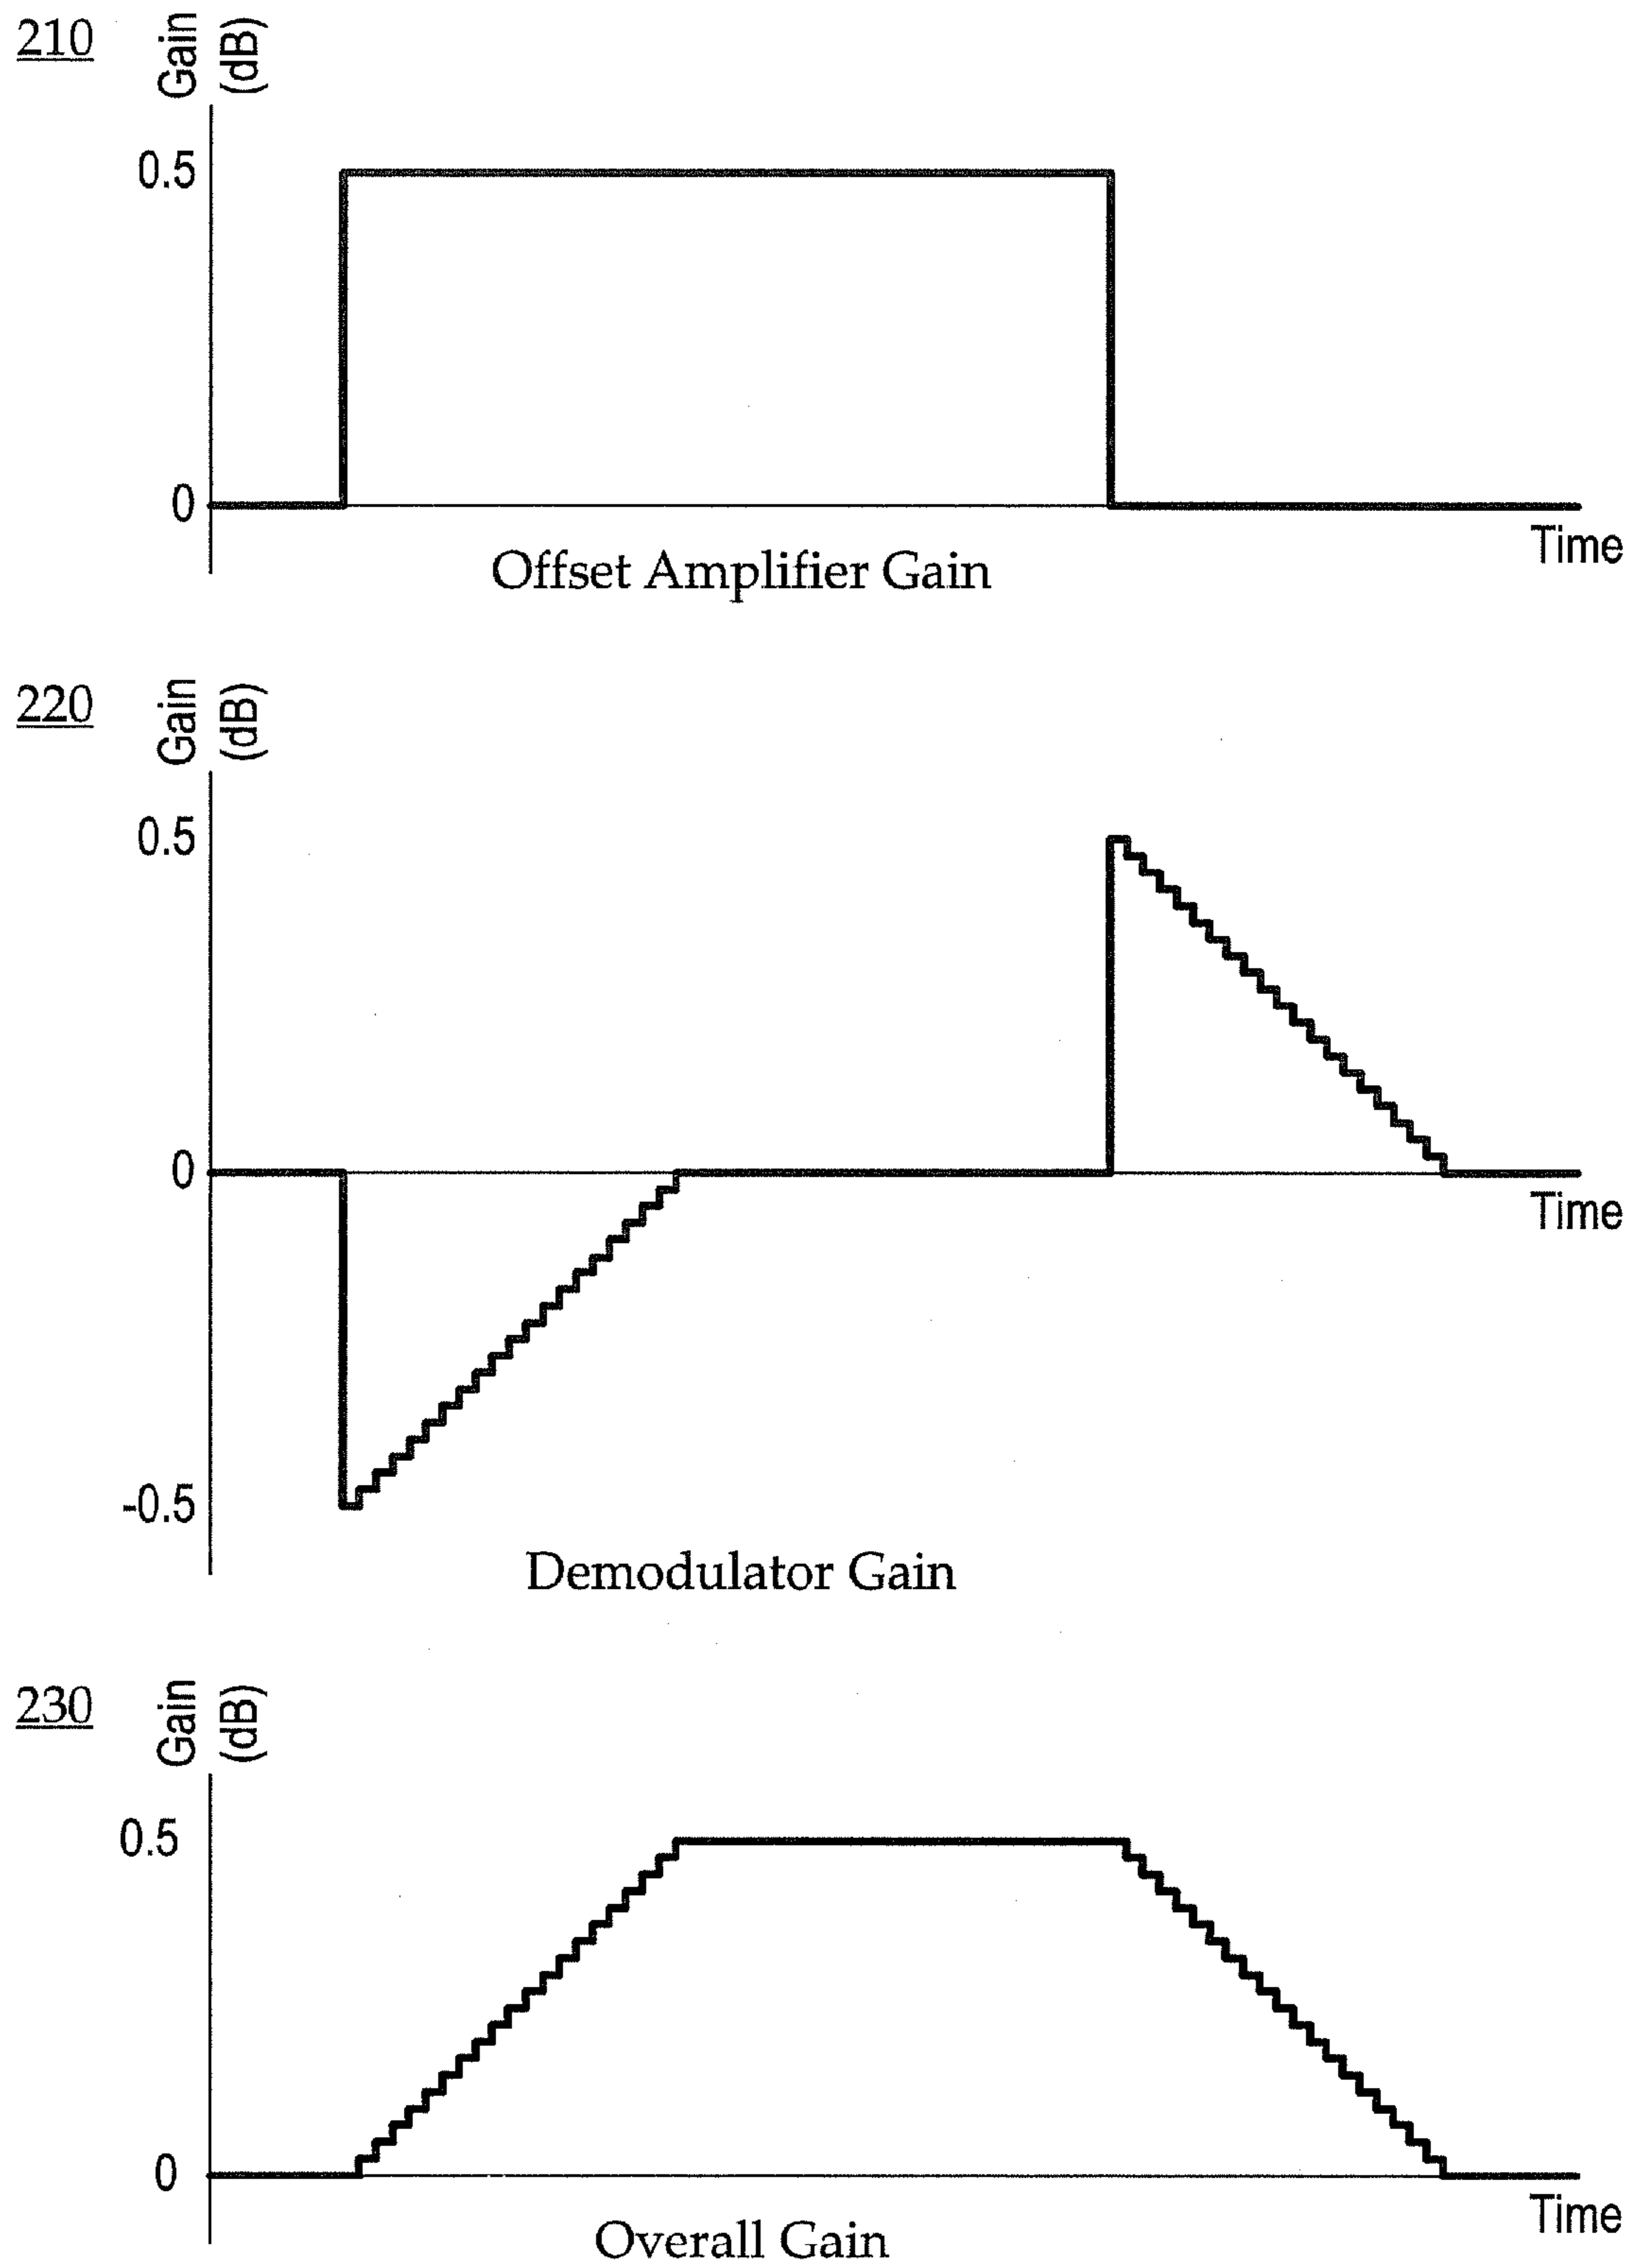 210
Gain
(dB)
0.5
0
Time
Offset Amplifier Gain
220
Gain
(dB)
0.5
0
Time
-0.5
Demodulator Gain
230
Gain
(dB)
0.5
0
Time
Overall Gain